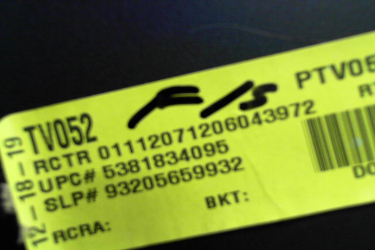 F/S
TV052 PTV05
RCTR 01112071206043972
UPC# 5381834095
SLP# 93205659932
BKT:
RCRA:
12-18-19